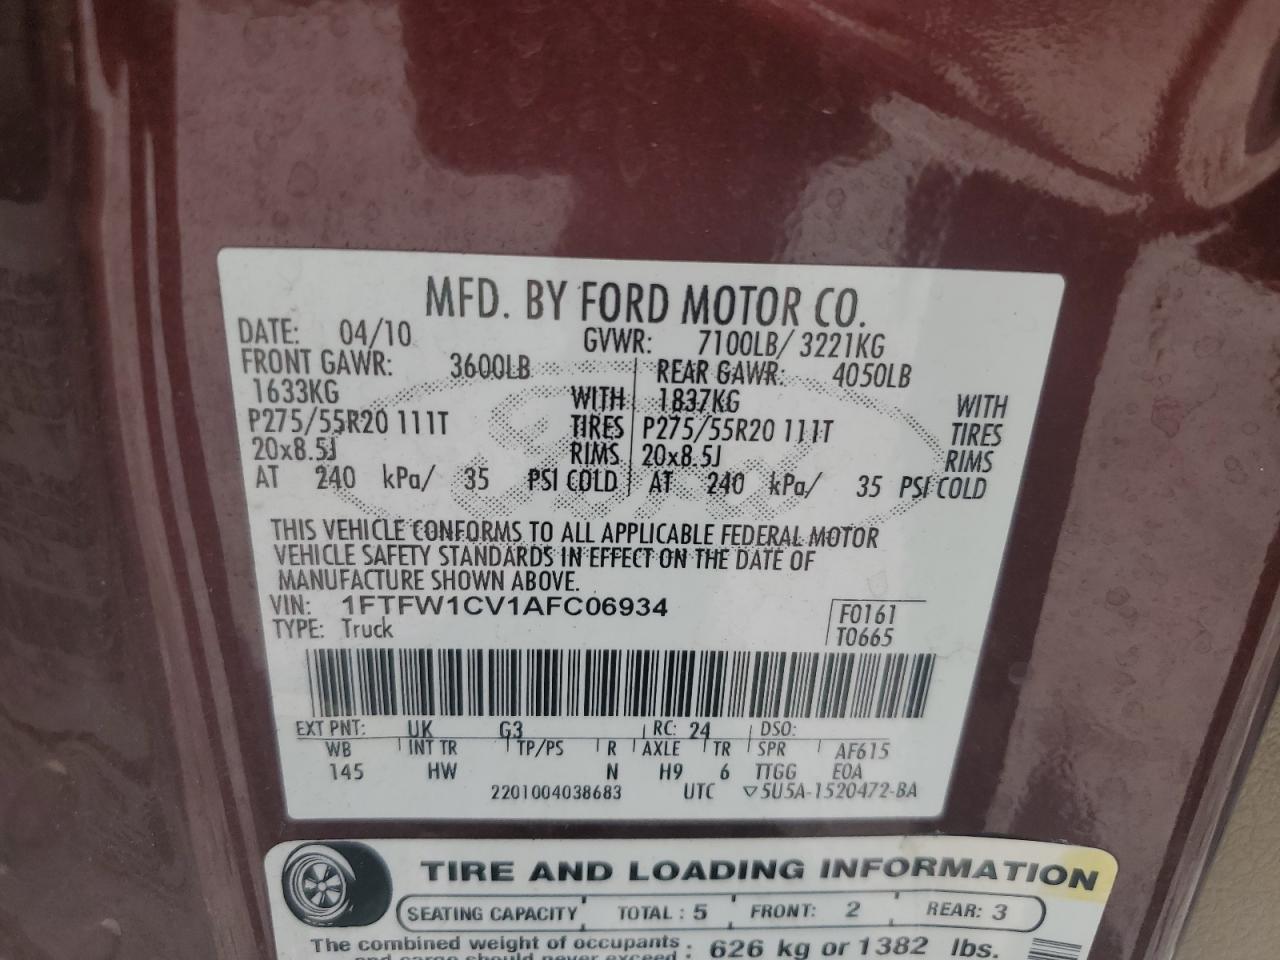 MFD. BY FORD MOTOR CO.
DATE: 04/10 GVWR: 7100LB/ 3221KG
FRONT GAWR: 3600LB REAR GAWR: 4050LB
1633KG WITH 1837KG WITH
P275/55R20 111T TIRES P275/55R20 111T TIRES
20x8.5J RIMS 20x8.5J RIMS
AT 240 kPa/ 35 PSI COLD AT 240 kPa/ 35 PSI COLD
THIS VEHICLE CONFORMS TO ALL APPLICABLE FEDERAL MOTOR
VEHICLE SAFETY STANDARDS IN EFFECT ON THE DATE OF
MANUFACTURE SHOWN ABOVE.
VIN: 1FTFW1CV1AFC06934 F0161
TYPE: Truck T0665
EXT PNT: UK G3 RC: 24 DSO:
WB INT TR TP/PS R AXLE TR SPR AF615
145 HW N H9 6 TTGG E0A
2201004038683 UTC ▽5U5A-1520472-BA
TIRE AND LOADING INFORMATION
SEATING CAPACITY TOTAL : 5 FRONT: 2 REAR: 3
The combined weight of occupants : 626 kg or 1382 lbs.
and cargo should never exceed :